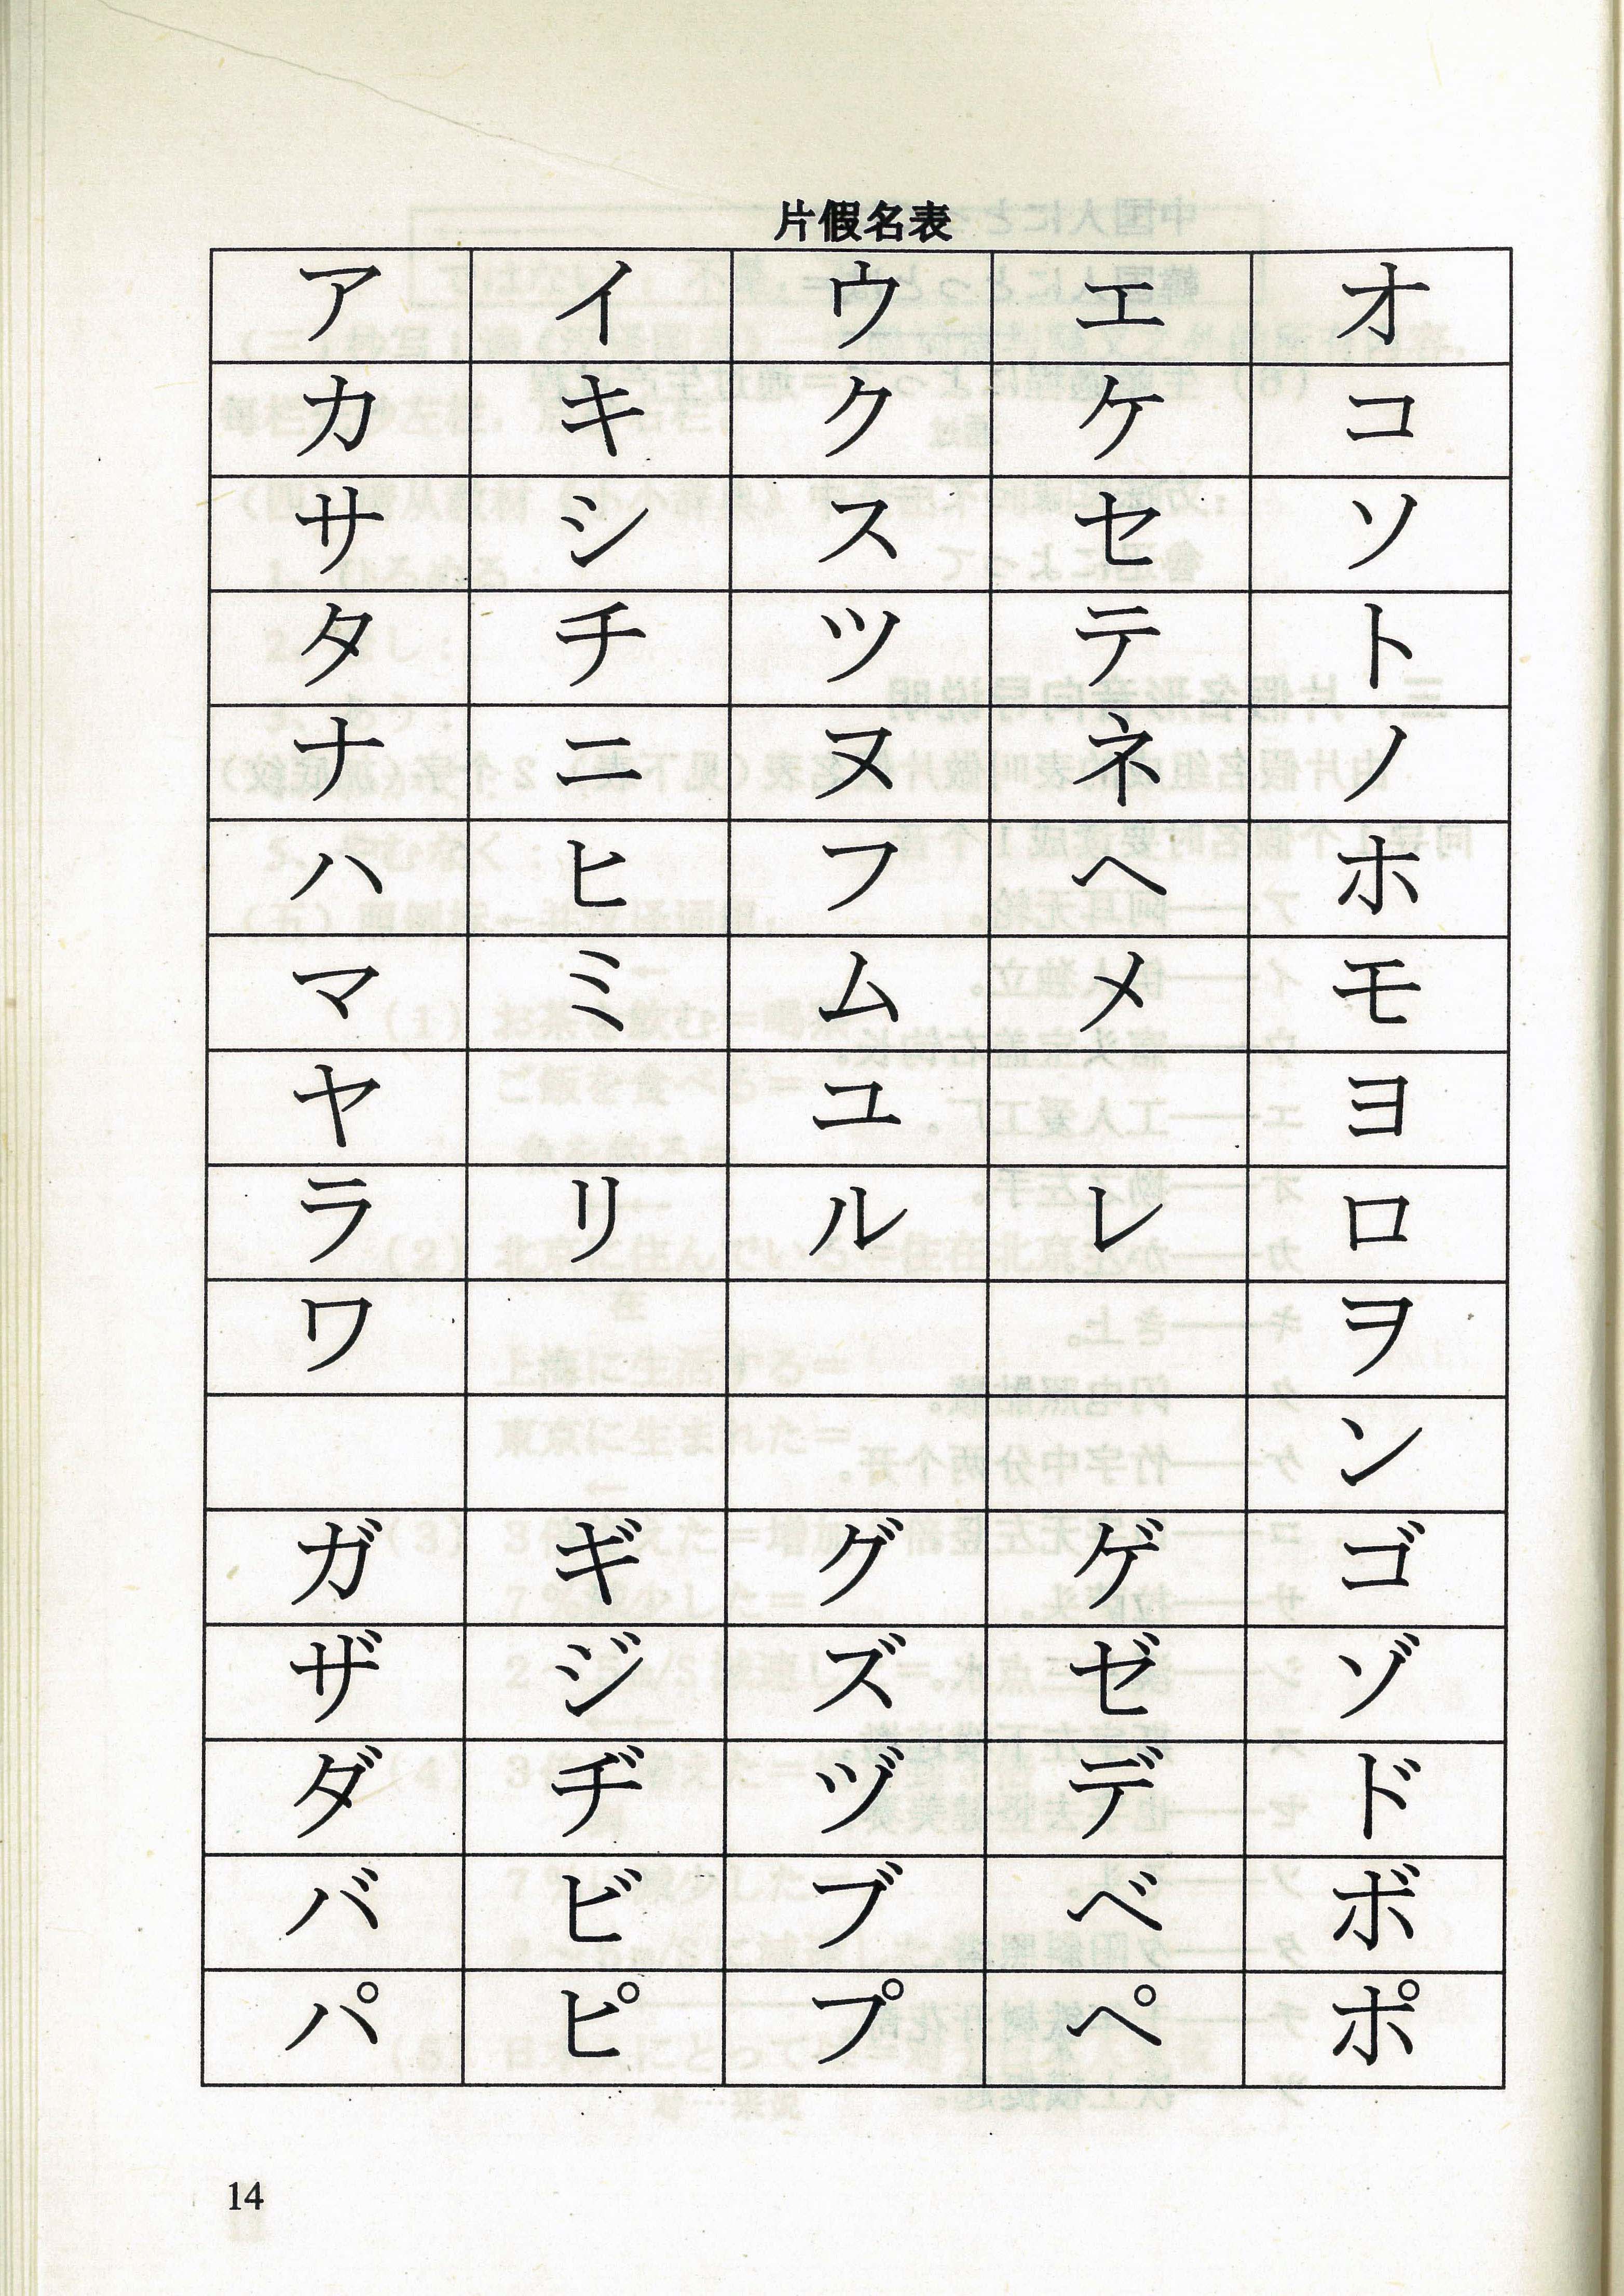 片假名表
ア イ ウ エ オ
カ キ ク ケ コ
サ シ ス セ ソ
タ チ ツ テ ト
ナ ニ ヌ ネ ノ
ハ ヒ フ ヘ ホ
マ ミ ム メ モ
ヤ ユ ヨ
ラ リ ル レ ロ
ワ ヲ
ン
ガ ギ グ ゲ ゴ
ザ ジ ズ ゼ ゾ
ダ ヂ ヅ デ ド
バ ビ ブ ベ ボ
パ ピ プ ペ ポ
14